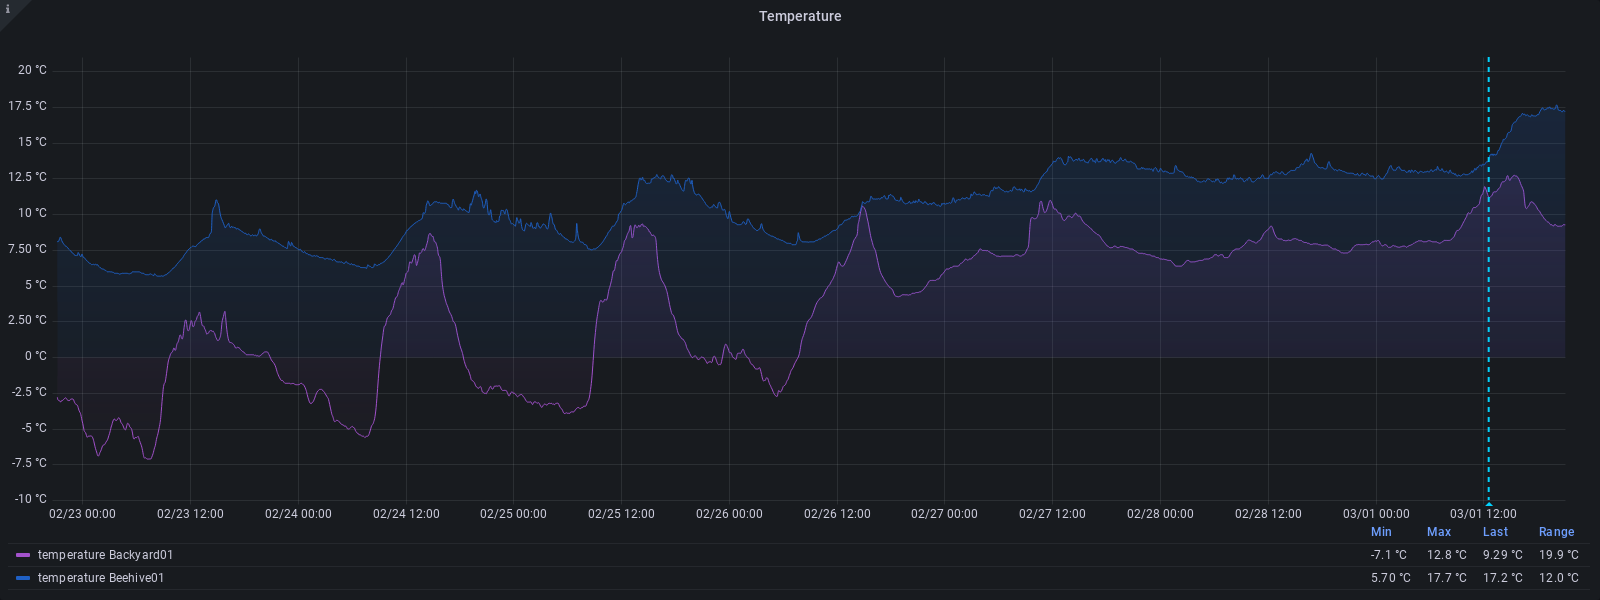 i
Temperature
20 °C
17.5 °C
15 °C
12.5 °C
10 °C
7.50 °C
5 °C
2.50 °C
0 °C
-2.5 °C
-5 °C
-7.5 °C
-10 °C
02/23 00:00 02/23 12:00 02/24 00:00 02/24 12:00 02/25 00:00 02/25 12:00 02/26 00:00 02/26 12:00 02/27 00:00 02/27 12:00 02/28 00:00 02/28 12:00 03/01 00:00 03/01 12:00
Min Max Last Range
temperature Backyard01 -7.1 °C 12.8 °C 9.29 °C 19.9 °C
temperature Beehive01 5.70 °C 17.7 °C 17.2 °C 12.0 °C